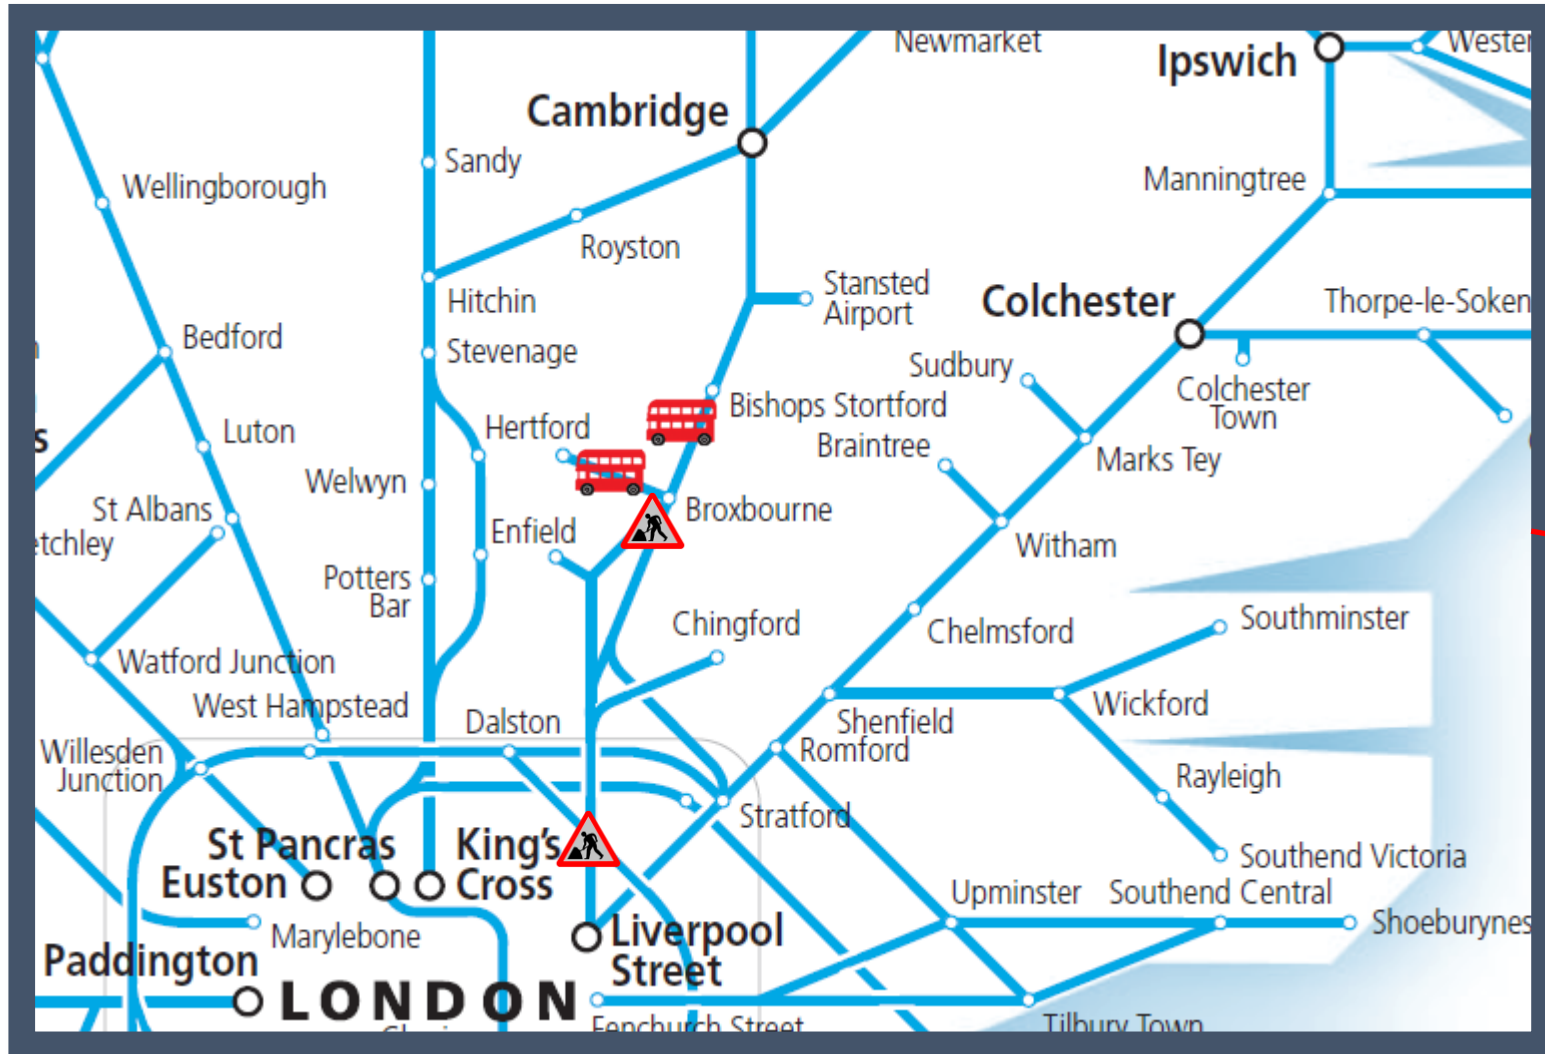 Newmarket
Ipswich
Cambridge
Sandy
Wellingborough
Manningtree
Royston
Stansted
Airport
Hitchin
Colchester
Thorpe-le-Soken
Bedford
Stevenage
Sudbury
Colchester
Town
Bishops Stortford
Hertford
Luton
Braintree
Marks Tey
Welwyn
St Albans
Broxbourne
Enfield
etchley
Witham
Potters
Bar
Chingford
Southminster
Chelmsford
Watford Junction
West Hampstead
Wickford
Dalston
Shenfield
Willesden
Junction
Romford
Rayleigh
Stratford
St Pancras
King's
Cross
Euston
Southend Victoria
Upminster
Southend Central
Marylebone
Liverpool
Street
Shoeburynes
Paddington
LONDON
Fenchurch Street
Tilbury Town